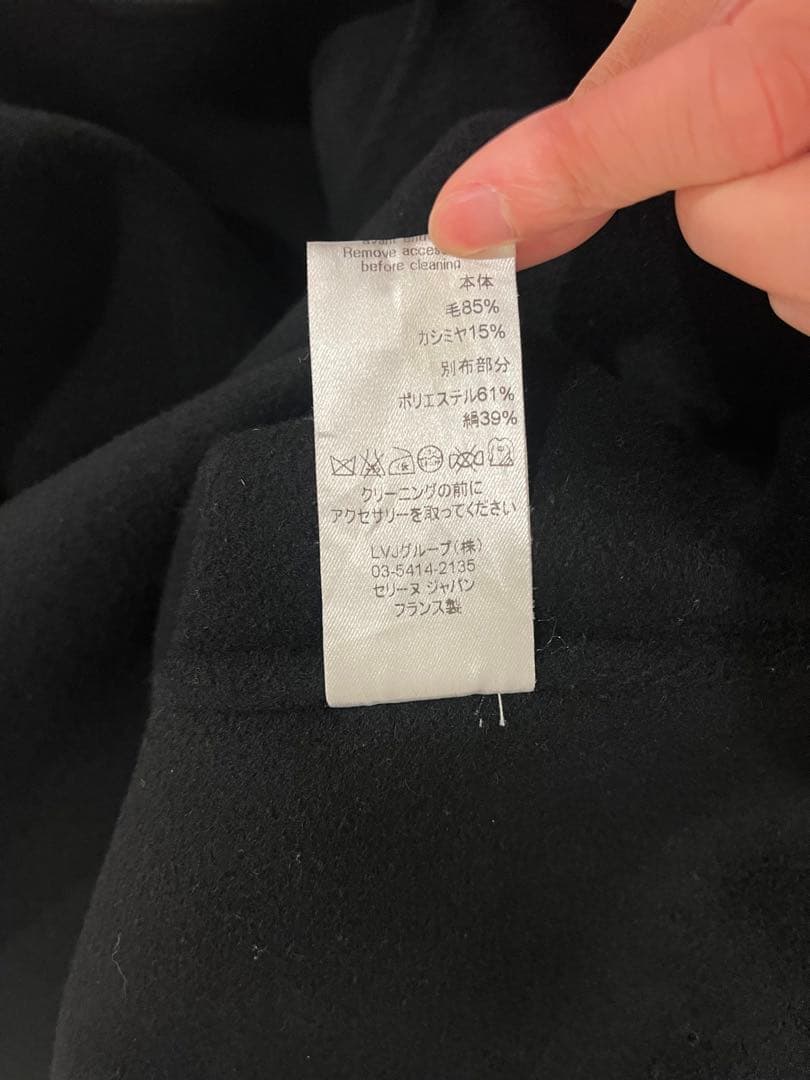 avant
Remove
before cleaning
本体
毛85%
カシミヤ15%
別布部分
ポリエステル61%
絹39%
クリーニングの前に
アクセサリーを取ってください
LVJグループ(株)
03-5414-2135
セリーヌ ジャパン
フランス製